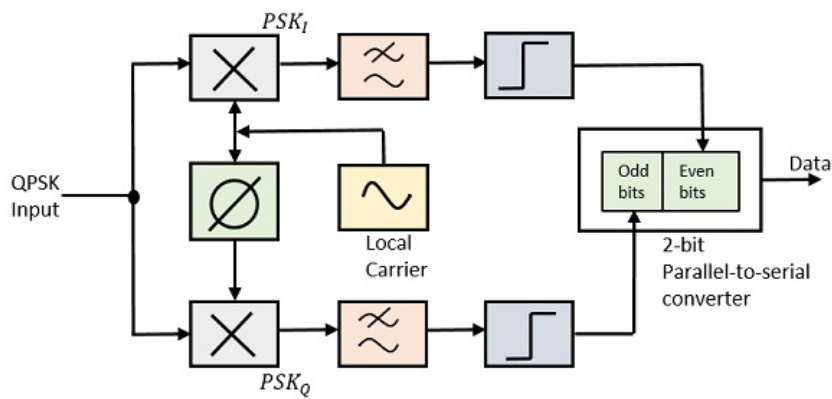 PSK_I
QPSK
Input
Local
Carrier
Odd
bits
Even
bits
Data
2-bit
Parallel-to-serial
converter
PSK_Q